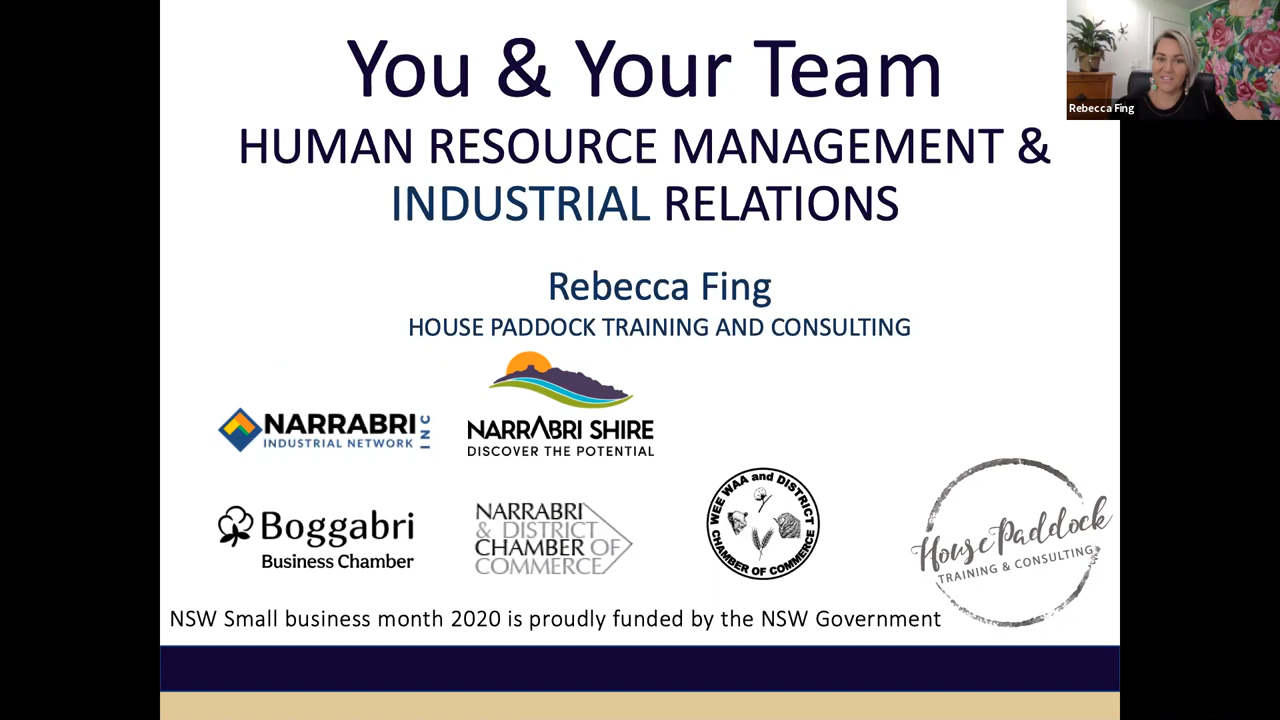 You & Your Team
HUMAN RESOURCE MANAGEMENT &
INDUSTRIAL RELATIONS
Rebecca Fing
Rebecca Fing
HOUSE PADDOCK TRAINING AND CONSULTING
NARRABRI
INDUSTRIAL NETWORK
INC
NARRABRI SHIRE
DISCOVER THE POTENTIAL
Boggabri
Business Chamber
NARRABRI
& DISTRICT
CHAMBER OF
COMMERCE
WEE WAA and DISTRICT
CHAMBER OF COMMERCE
House Paddock
TRAINING & CONSULTING
NSW Small business month 2020 is proudly funded by the NSW Government